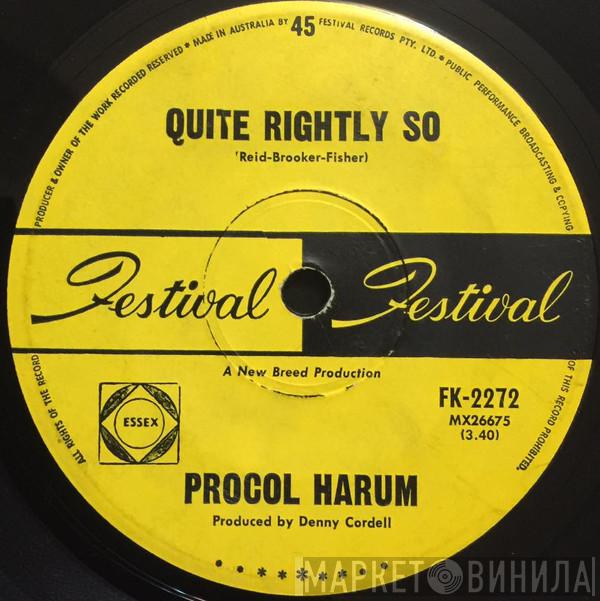 MADE IN AUSTRALIA BY 45 FESTIVAL RECORDS PTY. LTD. • PUBLIC PERFORMANCE BROADCASTING & COPYING
OF THIS RECORD PROHIBITED.
ALL RIGHTS OF THE RECORD
PRODUCER & OWNER OF THE WORK RECORDED RESERVED •
QUITE RIGHTLY SO
'Reid-Brooker-Fisher)
Festival Festival
A New Breed Production
ESSEX
FK-2272
MX26675
(3.40)
PROCOL HARUM
Produced by Denny Cordell
МАРКЕТ ВИНИЛА